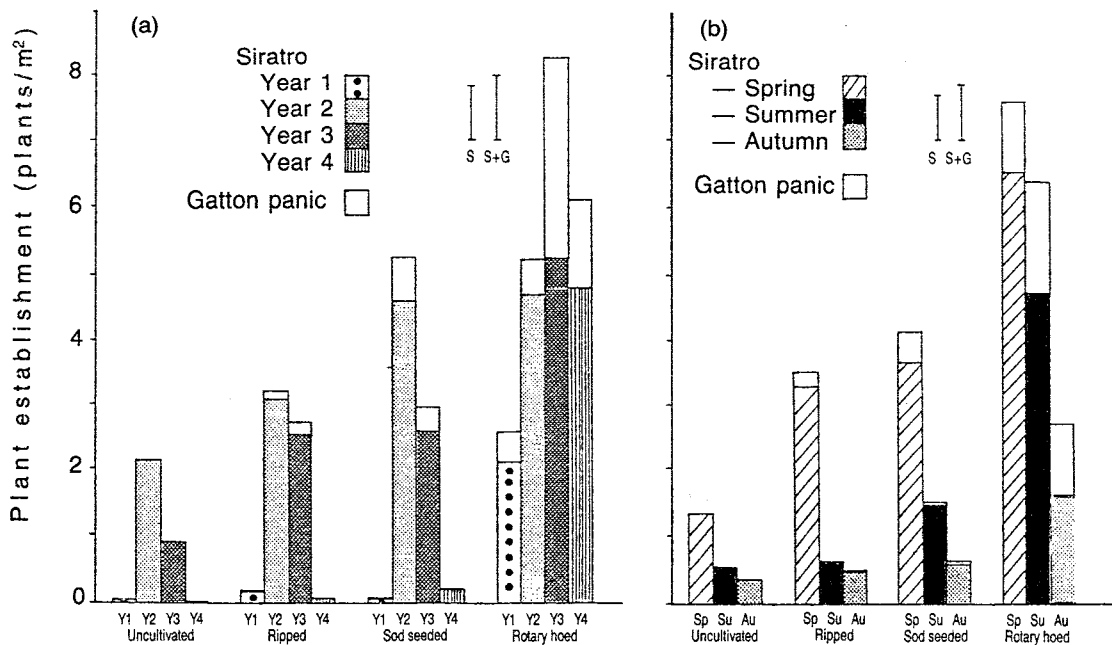 Plant establishment (plants/m²)
8
6
4
2
0
(a)
Siratro
Year 1
Year 2
Year 3
Year 4
Gatton panic
S S+G
Y1 Y2 Y3 Y4 Y1 Y2 Y3 Y4 Y1 Y2 Y3 Y4 Y1 Y2 Y3 Y4
Uncultivated Ripped Sod seeded Rotary hoed
(b)
Siratro
— Spring
— Summer
— Autumn
Gatton panic
S S+G
Sp Su Au Sp Su Au Sp Su Au Sp Su Au
Uncultivated Ripped Sod seeded Rotary hoed